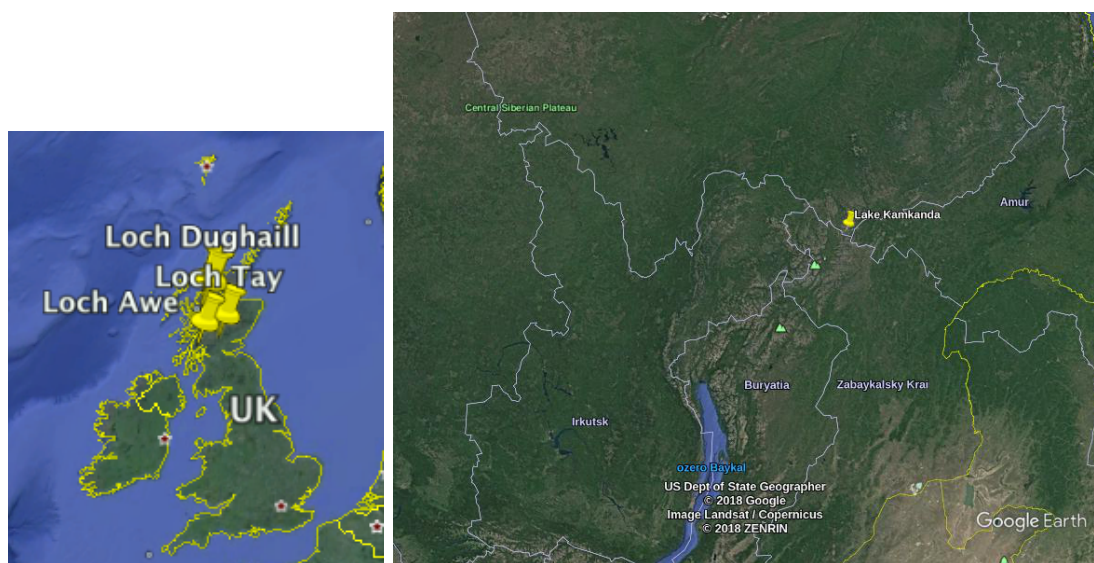 Loch Dughaill
Loch Tay
Loch Awe
UK
Central Siberian Plateau
Amur
Lake Kamkanda
Buryatia
Zabaykalsky Krai
Irkutsk
ozero Baykal
US Dept of State Geographer
© 2018 Google
Image Landsat / Copernicus
© 2018 ZENRIN
Google Earth